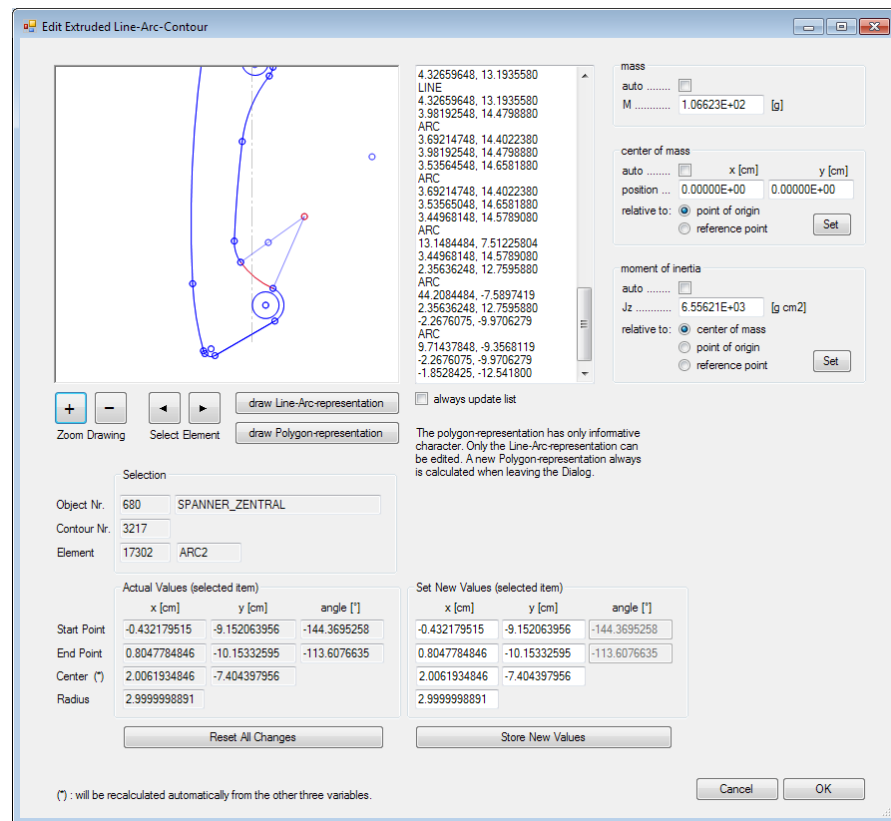 Edit Extruded Line-Arc-Contour
4.32659648, 13.1935580
LINE
4.32659648, 13.1935580
3.98192548, 14.4798880
ARC
3.69214748, 14.4022380
3.98192548, 14.4798880
3.53564548, 14.6581880
ARC
3.69214748, 14.4022380
3.53565048, 14.6581880
3.44968148, 14.5789080
ARC
13.1484484, 7.51225804
3.44968148, 14.5789080
2.35636248, 12.7595880
ARC
44.2084484, -7.5897419
2.35636248, 12.7595880
-2.2676075, -9.9706279
ARC
9.71437848, -9.3568119
-2.2676075, -9.9706279
-1.8528425, -12.541800
mass
auto ........
M ........... 1.06623E+02 [g]
center of mass
auto ........ x [cm] y [cm]
position ... 0.00000E+00 0.00000E+00
relative to: point of origin
reference point
Set
moment of inertia
auto ........
Jz ........... 6.55621E+03 [g cm2]
relative to: center of mass
point of origin
reference point
Set
+ − ◄ ►
Zoom Drawing Select Element
draw Line-Arc-representation
draw Polygon-representation
always update list
The polygon-representation has only informative
character. Only the Line-Arc-representation can
be edited. A new Polygon-representation always
is calculated when leaving the Dialog.
Selection
Object Nr. 680 SPANNER_ZENTRAL
Contour Nr. 3217
Element 17302 ARC2
Actual Values (selected item)
x [cm] y [cm] angle [°]
Start Point -0.432179515 -9.152063956 -144.3695258
End Point 0.8047784846 -10.15332595 -113.6076635
Center (*) 2.0061934846 -7.404397956
Radius 2.9999998891
Reset All Changes
Set New Values (selected item)
x [cm] y [cm] angle [°]
-0.432179515 -9.152063956 -144.3695258
0.8047784846 -10.15332595 -113.6076635
2.0061934846 -7.404397956
2.9999998891
Store New Values
(*) : will be recalculated automatically from the other three variables.
Cancel OK